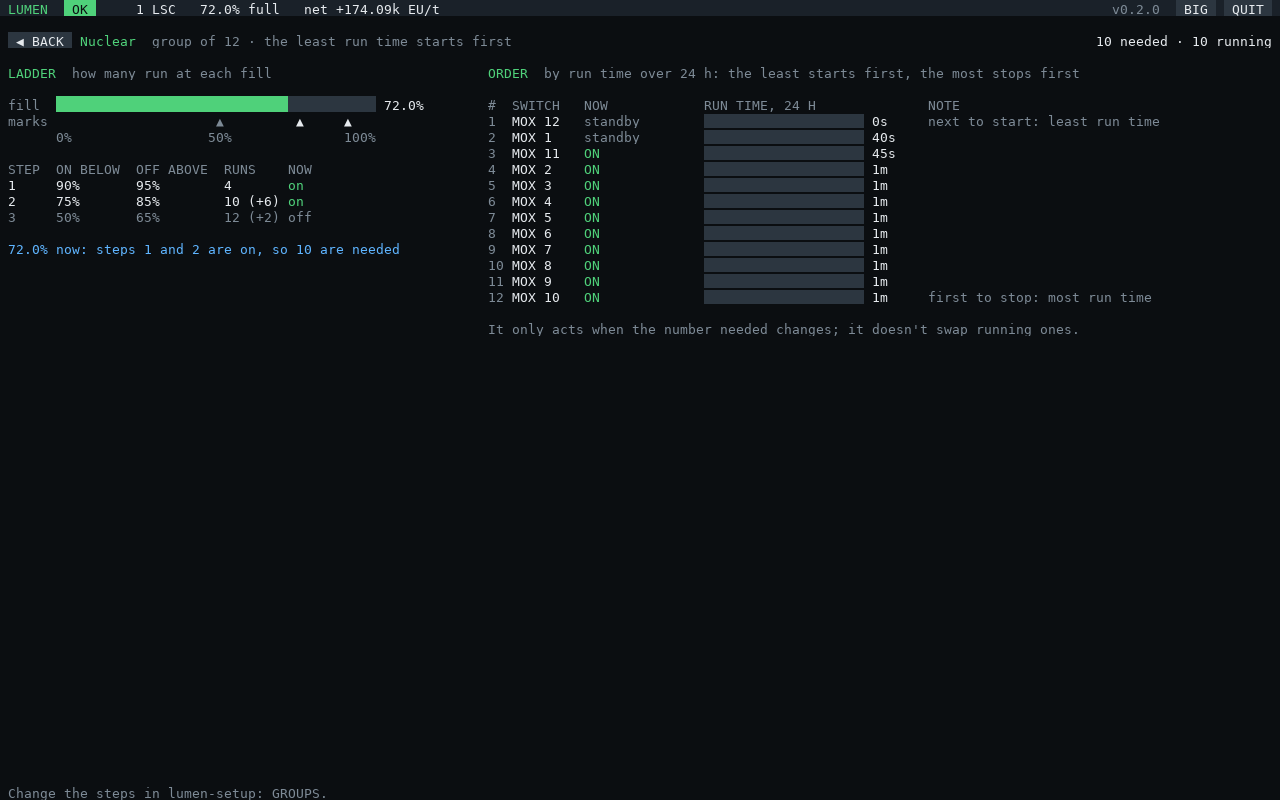 LUMEN OK 1 LSC 72.0% full net +174.09k EU/t v0.2.0 BIG QUIT
◀ BACK Nuclear group of 12 · the least run time starts first 10 needed · 10 running
LADDER how many run at each fill
fill 72.0%
marks ▲ ▲ ▲
0% 50% 100%
STEP ON BELOW OFF ABOVE RUNS NOW
1 90% 95% 4 on
2 75% 85% 10 (+6) on
3 50% 65% 12 (+2) off
72.0% now: steps 1 and 2 are on, so 10 are needed
ORDER by run time over 24 h: the least starts first, the most stops first
# SWITCH NOW RUN TIME, 24 H NOTE
1 MOX 12 standby 0s next to start: least run time
2 MOX 1 standby 40s
3 MOX 11 ON 45s
4 MOX 2 ON 1m
5 MOX 3 ON 1m
6 MOX 4 ON 1m
7 MOX 5 ON 1m
8 MOX 6 ON 1m
9 MOX 7 ON 1m
10 MOX 8 ON 1m
11 MOX 9 ON 1m
12 MOX 10 ON 1m first to stop: most run time
It only acts when the number needed changes; it doesn't swap running ones.
Change the steps in lumen-setup: GROUPS.